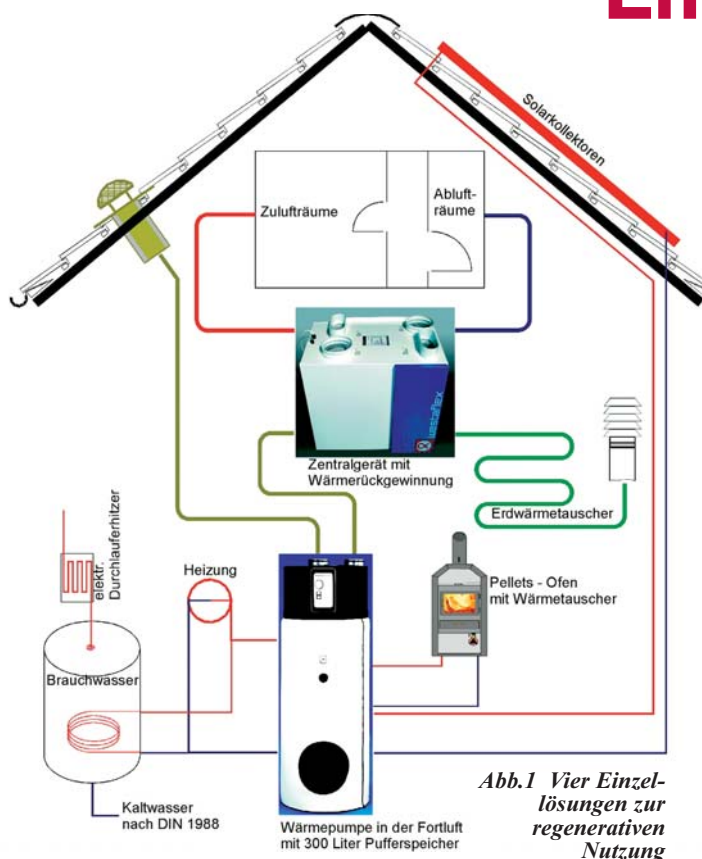 Solarkollektoren
Zulufträume
Abluft-
räume
vestaflex
Zentralgerät mit
Wärmerückgewinnung
Erdwärmetauscher
elektr.
Durchlauferhitzer
Heizung
Pellets - Ofen
mit Wärmetauscher
Brauchwasser
Kaltwasser
nach DIN 1988
Wärmepumpe in der Fortluft
mit 300 Liter Pufferspeicher
Abb.1 Vier Einzel-
lösungen zur
regenerativen
Nutzung